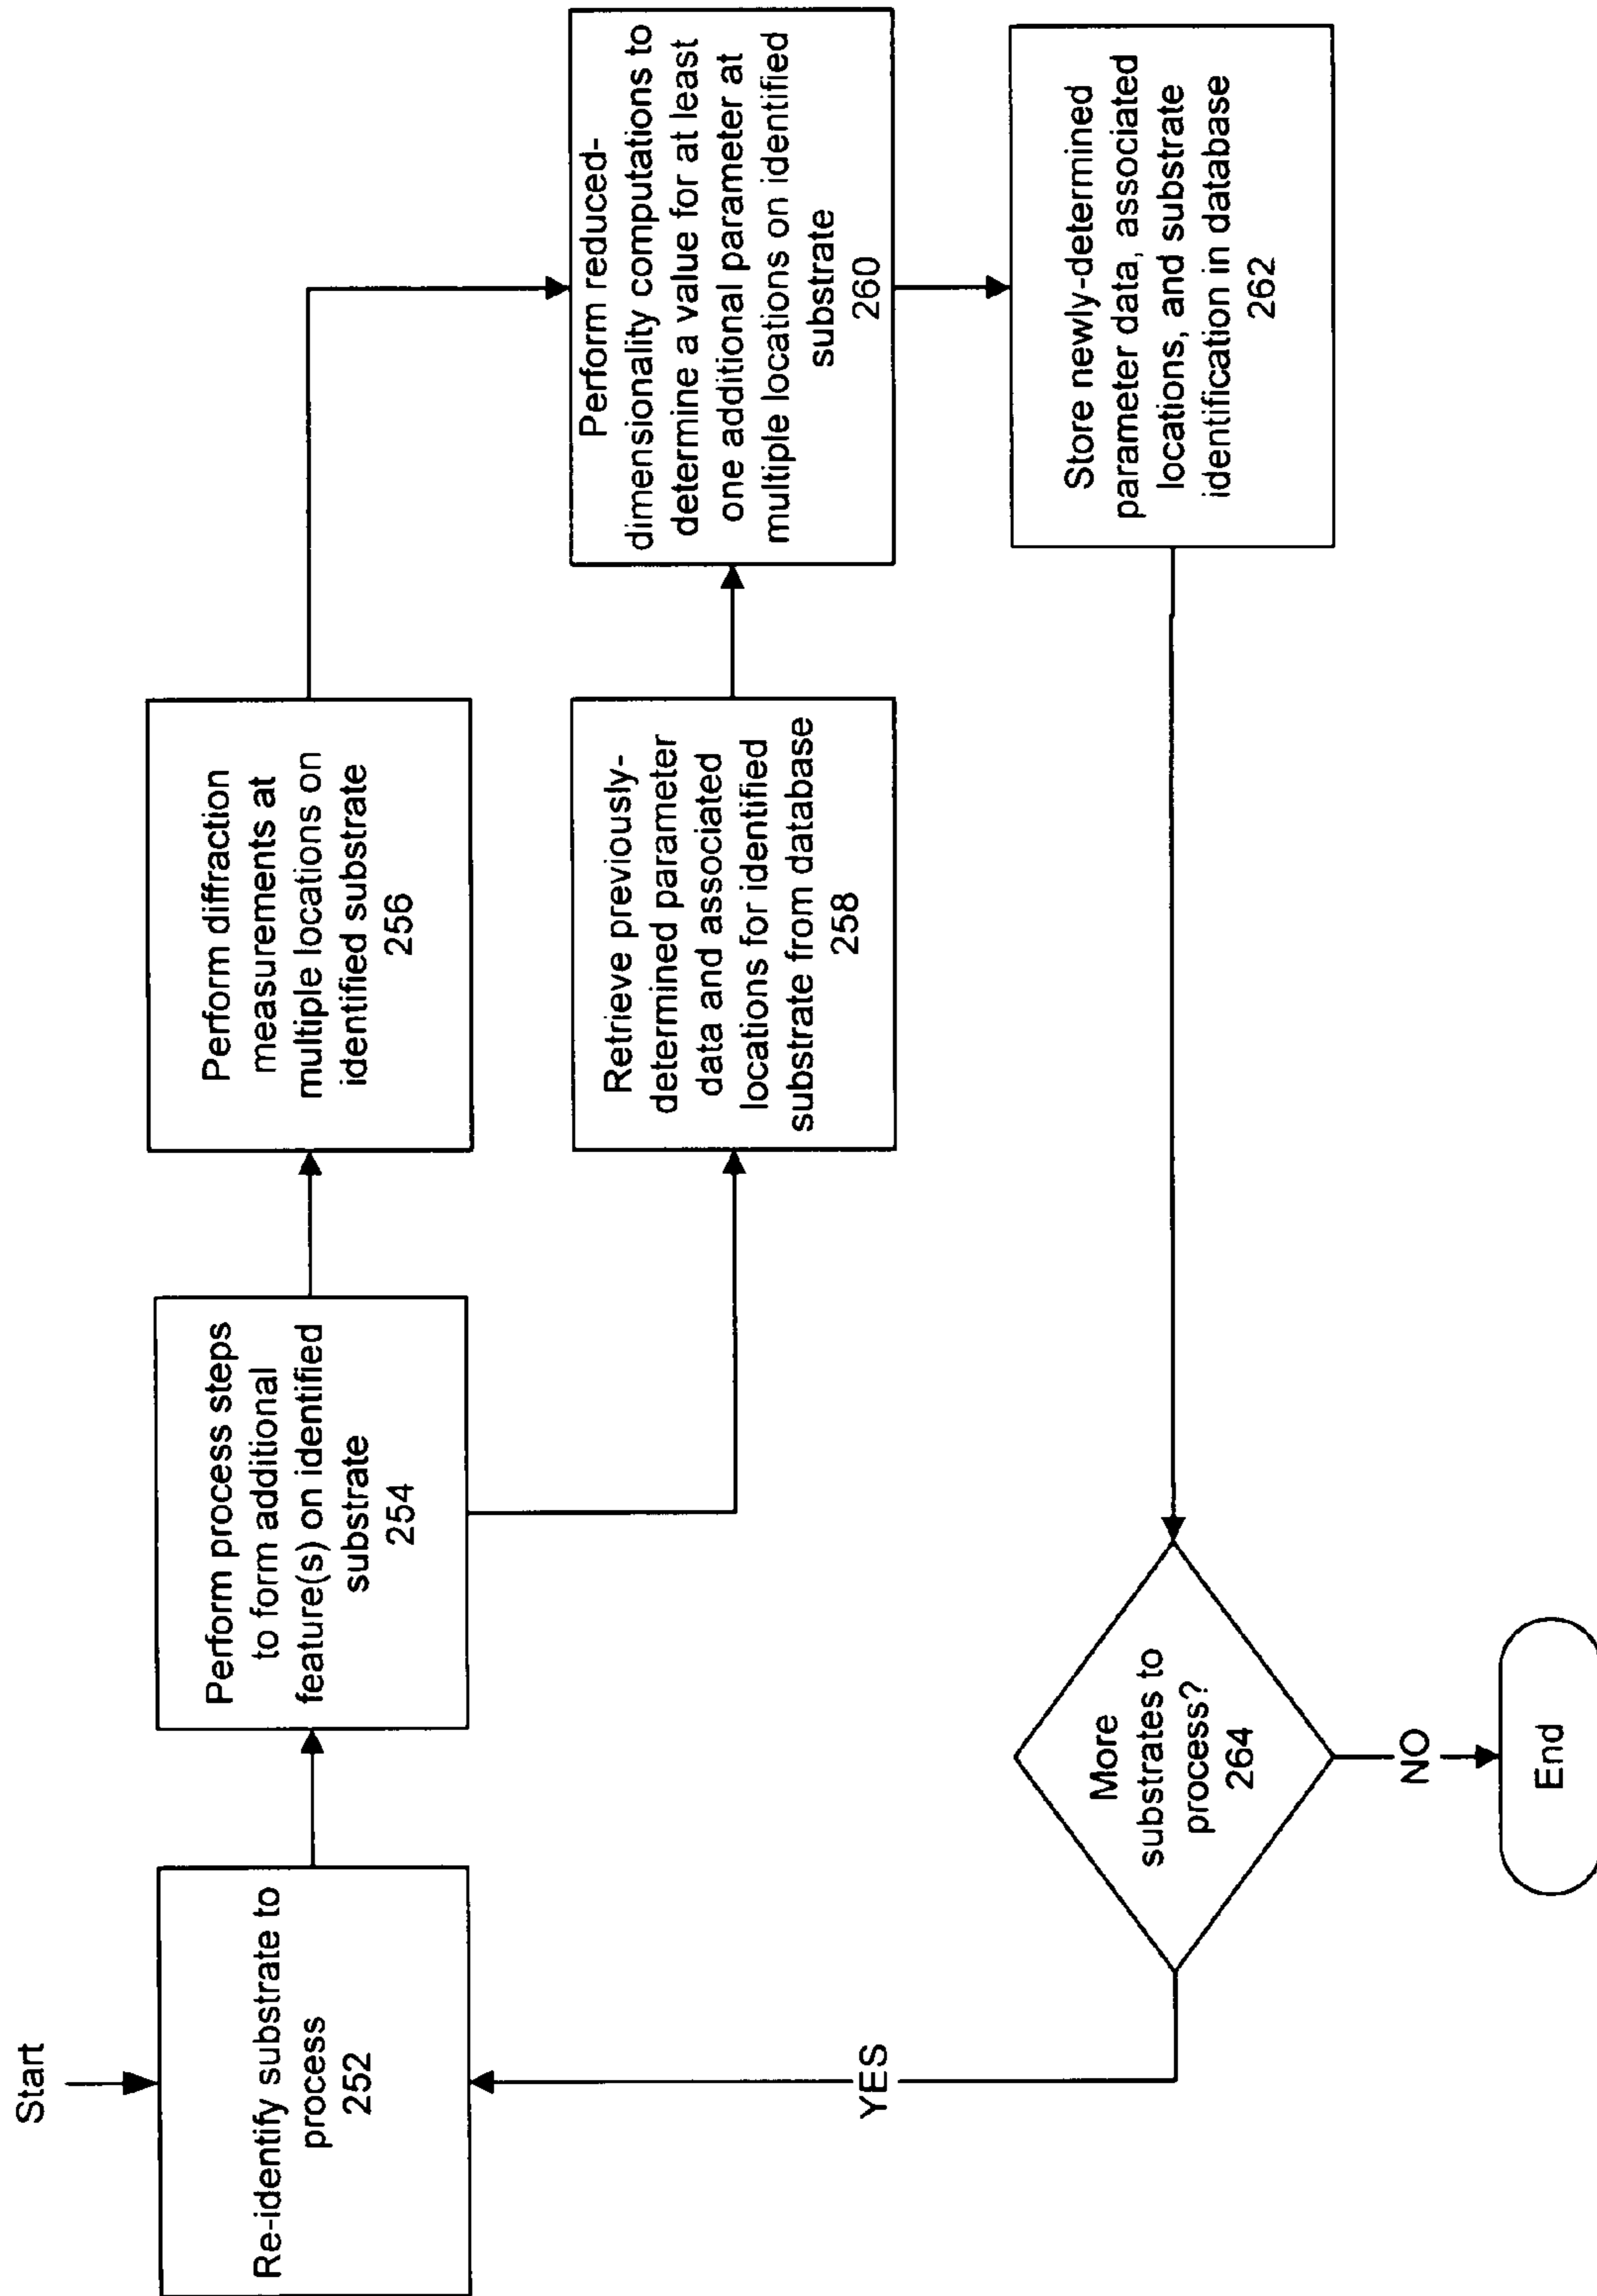 Start
Re-identify substrate to
process
252
Perform process steps
to form additional
feature(s) on identified
substrate
254
Perform diffraction
measurements at
multiple locations on
identified substrate
256
Retrieve previously-
determined parameter
data and associated
locations for identified
substrate from database
258
Perform reduced-
dimensionality computations to
determine a value for at least
one additional parameter at
multiple locations on identified
substrate
260
Store newly-determined
parameter data, associated
locations, and substrate
identification in database
262
More
substrates to
process?
264
YES
NO
End